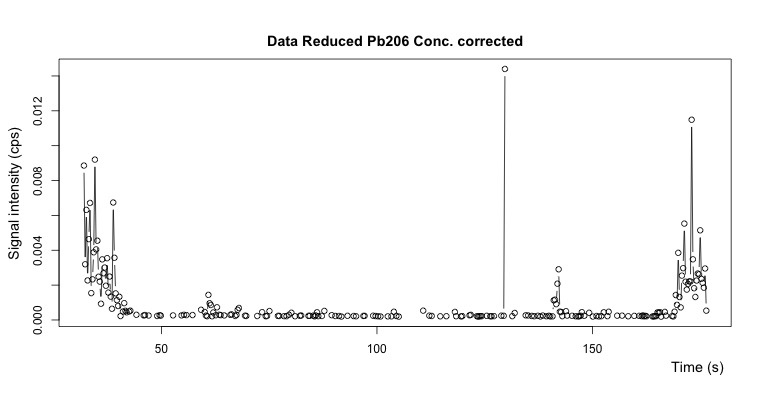 Data Reduced Pb206 Conc. corrected
Signal intensity (cps)
0.012
0.008
0.004
0.000
50
100
150
Time (s)